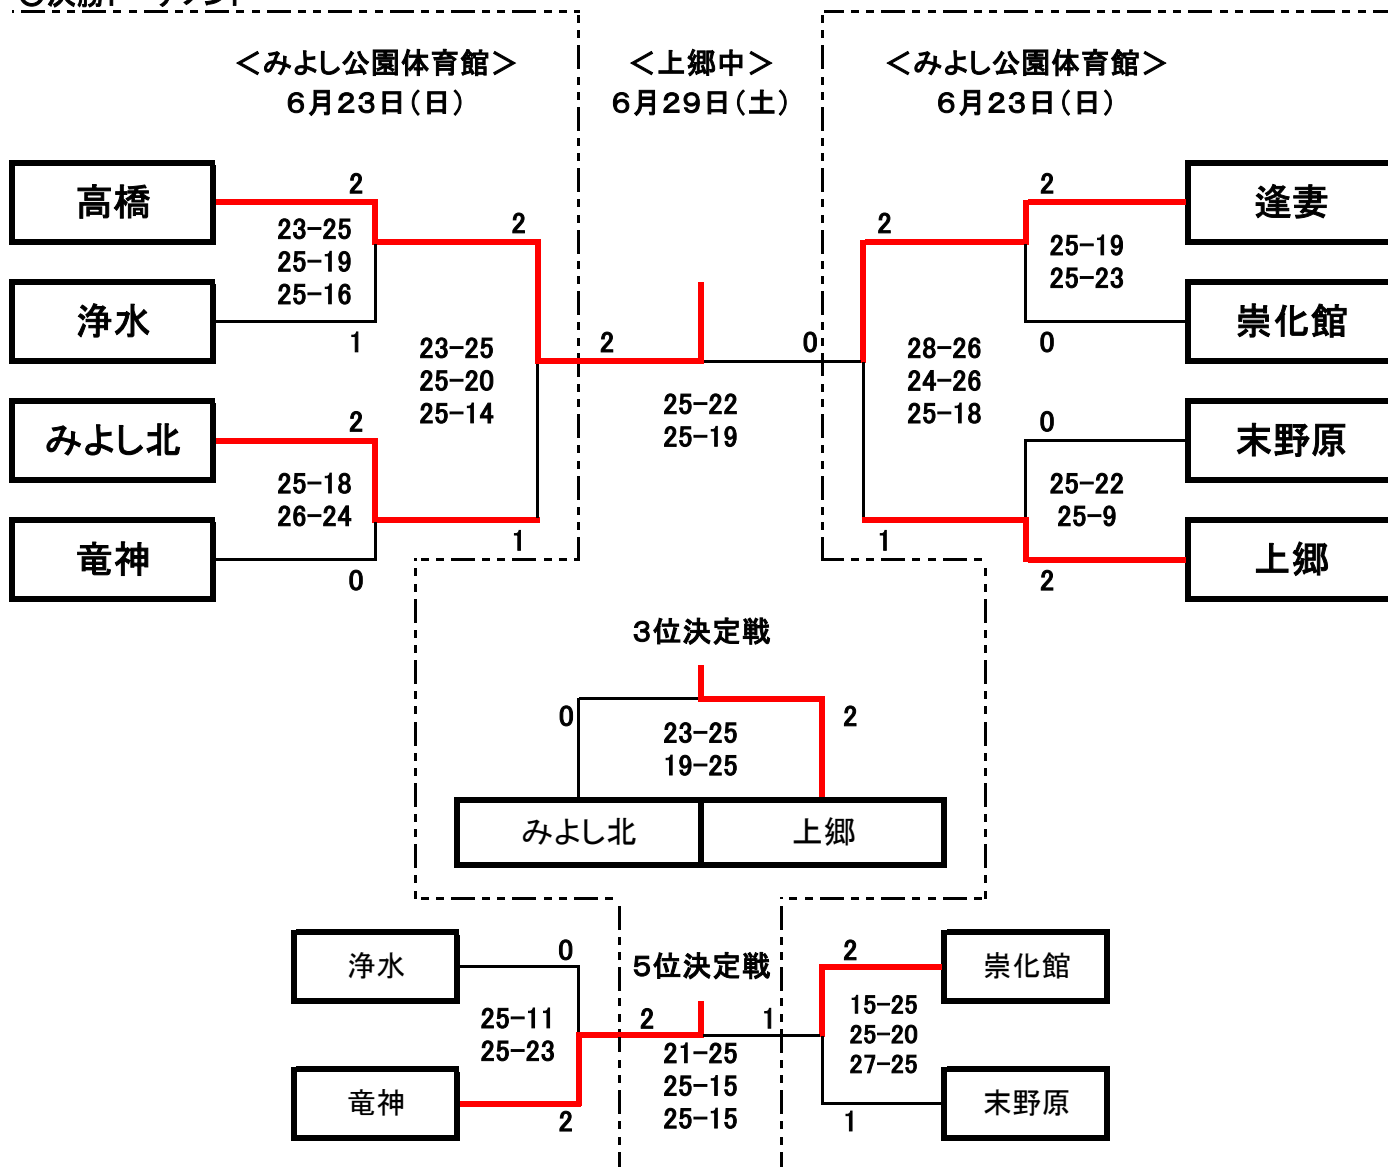 ＜みよし公園体育館＞
6月23日（日）
＜上郷中＞
6月29日（土）
＜みよし公園体育館＞
6月23日（日）
高橋
浄水
みよし北
竜神
2
23-25
25-19
25-16
1
2
25-18
26-24
0
2
23-25
25-20
25-14
1
2
0
25-22
25-19
2
28-26
24-26
25-18
1
2
25-19
25-23
0
0
25-22
25-9
2
逢妻
崇化館
末野原
上郷
3位決定戦
0
2
23-25
19-25
みよし北
上郷
5位決定戦
浄水
竜神
0
25-11
25-23
2
2
1
21-25
25-15
25-15
2
15-25
25-20
27-25
1
崇化館
末野原